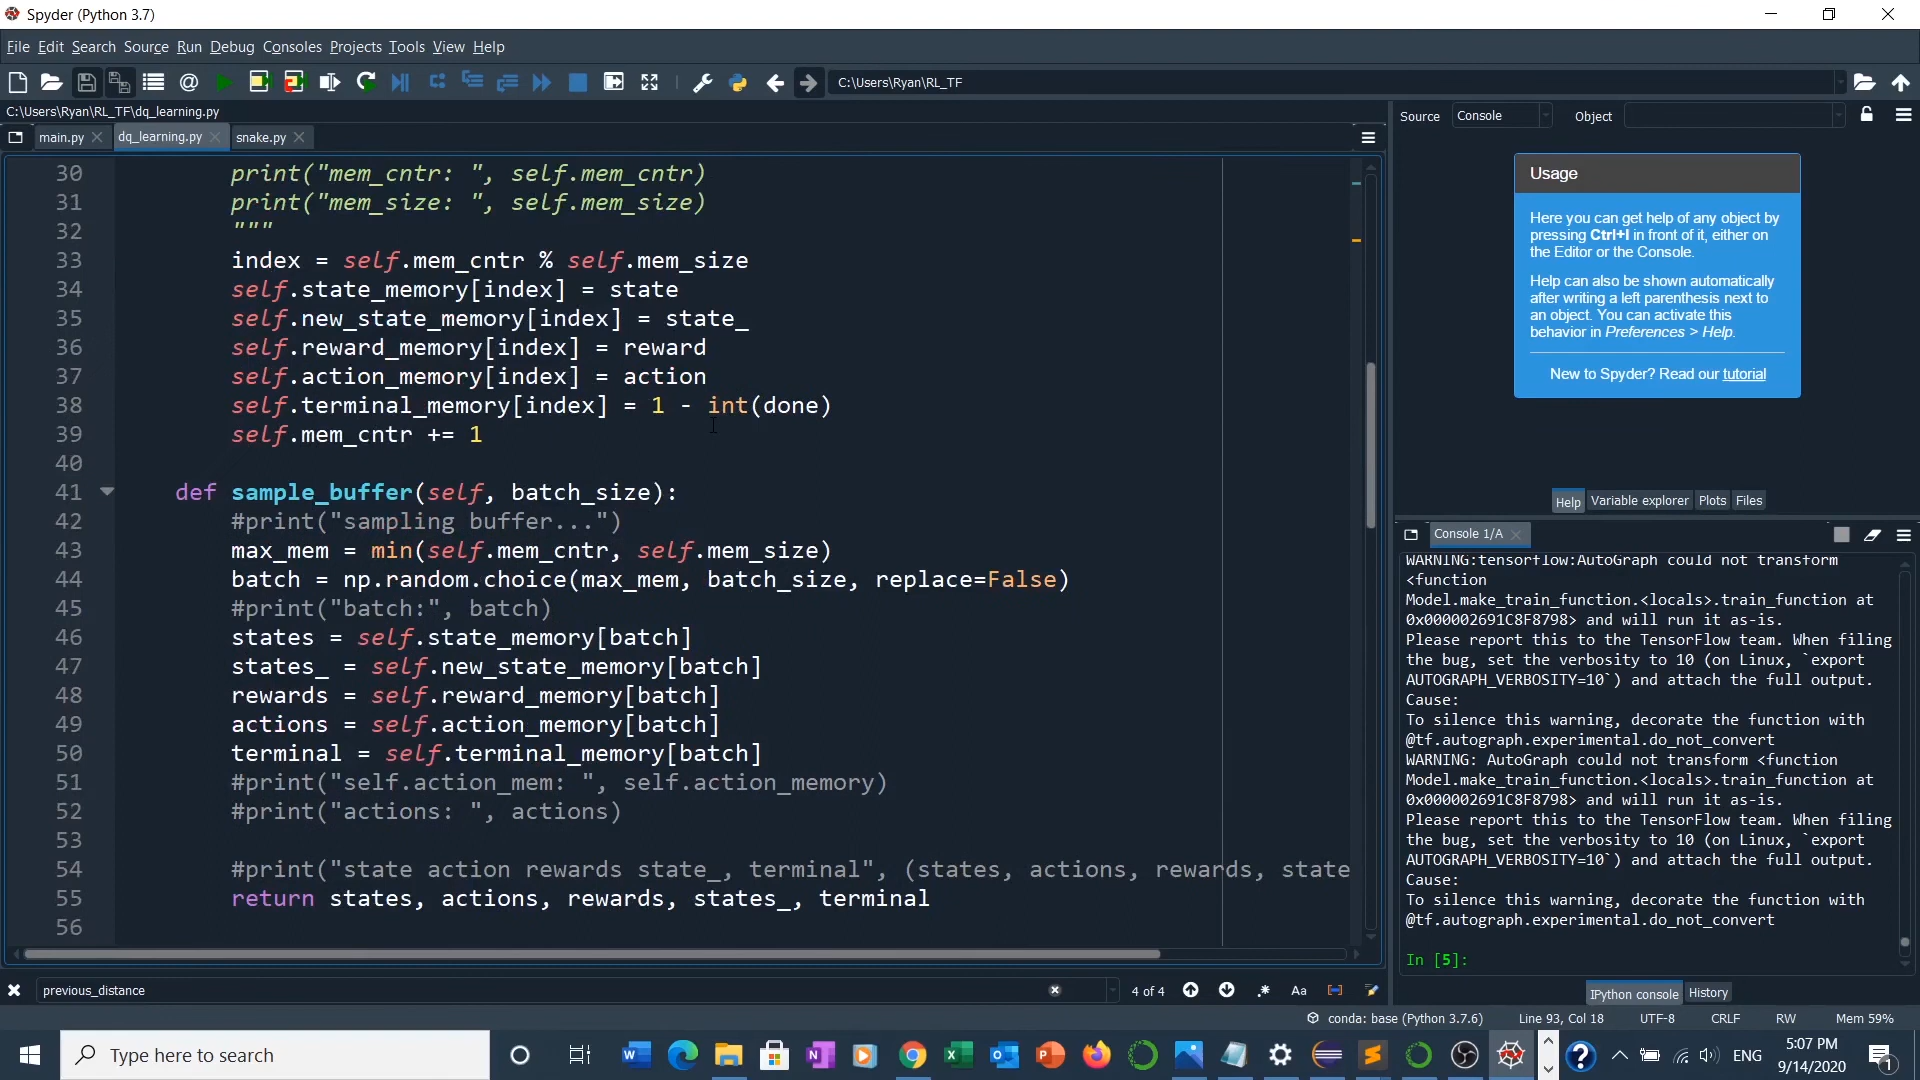 Spyder (Python 3.7)
File Edit Search Source Run Debug Consoles Projects Tools View Help
C:\Users\Ryan\RL_TF
C:\Users\Ryan\RL_TF\dq_learning.py
main.py
dq_learning.py
snake.py
30 print("mem_cntr: ", self.mem_cntr)
31 print("mem_size: ", self.mem_size)
32 """
33 index = self.mem_cntr % self.mem_size
34 self.state_memory[index] = state
35 self.new_state_memory[index] = state_
36 self.reward_memory[index] = reward
37 self.action_memory[index] = action
38 self.terminal_memory[index] = 1 - int(done)
39 self.mem_cntr += 1
40
41 def sample_buffer(self, batch_size):
42 #print("sampling buffer...")
43 max_mem = min(self.mem_cntr, self.mem_size)
44 batch = np.random.choice(max_mem, batch_size, replace=False)
45 #print("batch:", batch)
46 states = self.state_memory[batch]
47 states_ = self.new_state_memory[batch]
48 rewards = self.reward_memory[batch]
49 actions = self.action_memory[batch]
50 terminal = self.terminal_memory[batch]
51 #print("self.action_mem: ", self.action_memory)
52 #print("actions: ", actions)
53
54 #print("state action rewards state_, terminal", (states, actions, rewards, state
55 return states, actions, rewards, states_, terminal
56
previous_distance
4 of 4
Aa
Source Console Object
Usage
Here you can get help of any object by
pressing Ctrl+I in front of it, either on
the Editor or the Console.
Help can also be shown automatically
after writing a left parenthesis next to
an object. You can activate this
behavior in Preferences > Help.
New to Spyder? Read our tutorial
Help Variable explorer Plots Files
Console 1/A
WARNING:tensorflow:AutoGraph could not transform
<function
Model.make_train_function.<locals>.train_function at
0x000002691C8F8798> and will run it as-is.
Please report this to the TensorFlow team. When filing
the bug, set the verbosity to 10 (on Linux, `export
AUTOGRAPH_VERBOSITY=10`) and attach the full output.
Cause:
To silence this warning, decorate the function with
@tf.autograph.experimental.do_not_convert
WARNING: AutoGraph could not transform <function
Model.make_train_function.<locals>.train_function at
0x000002691C8F8798> and will run it as-is.
Please report this to the TensorFlow team. When filing
the bug, set the verbosity to 10 (on Linux, `export
AUTOGRAPH_VERBOSITY=10`) and attach the full output.
Cause:
To silence this warning, decorate the function with
@tf.autograph.experimental.do_not_convert
In [5]:
IPython console History
conda: base (Python 3.7.6) Line 93, Col 18 UTF-8 CRLF RW Mem 59%
Type here to search
ENG
5:07 PM
9/14/2020
1